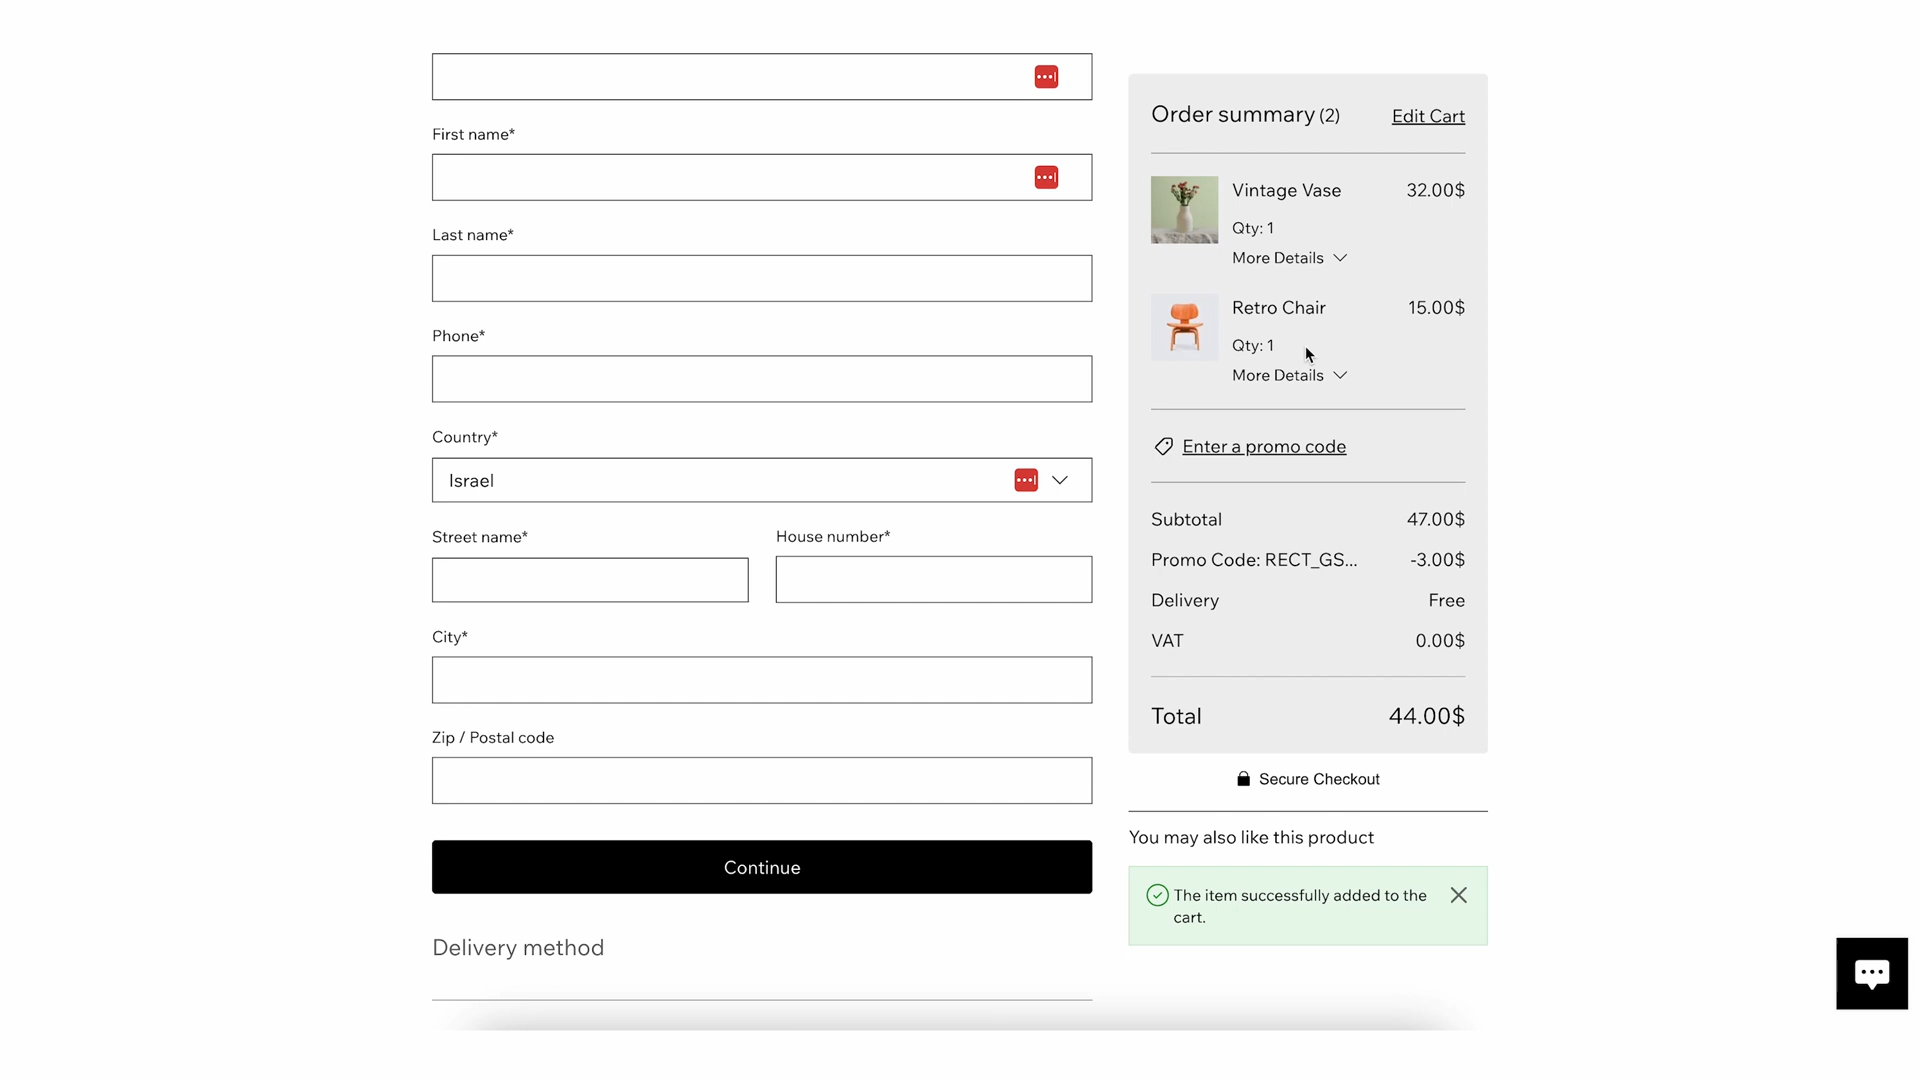 First name*
Last name*
Phone*
Country*
Israel
Street name*
House number*
City*
Zip / Postal code
Continue
Delivery method
Order summary (2)
Edit Cart
Vintage Vase
32.00$
Qty: 1
More Details
Retro Chair
15.00$
Qty: 1
More Details
Enter a promo code
Subtotal
47.00$
Promo Code: RECT_GS...
-3.00$
Delivery
Free
VAT
0.00$
Total
44.00$
Secure Checkout
You may also like this product
The item successfully added to the
cart.